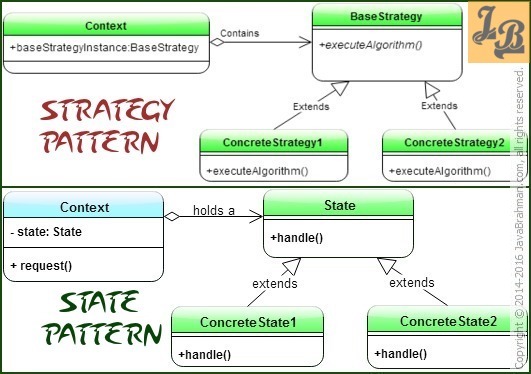 Context
+baseStrategyInstance:BaseStrategy
Contains
BaseStrategy
+executeAlgorithm()
JB
STRATEGY
PATTERN
Extends
Extends
ConcreteStrategy1
+executeAlgorithm()
ConcreteStrategy2
+executeAlgorithm()
Context
- state: State
+ request()
holds a
State
+handle()
STATE
PATTERN
extends
extends
ConcreteState1
+handle()
ConcreteState2
+handle()
Copyright © 2014-2016 JavaBrahman.com, all rights reserved.